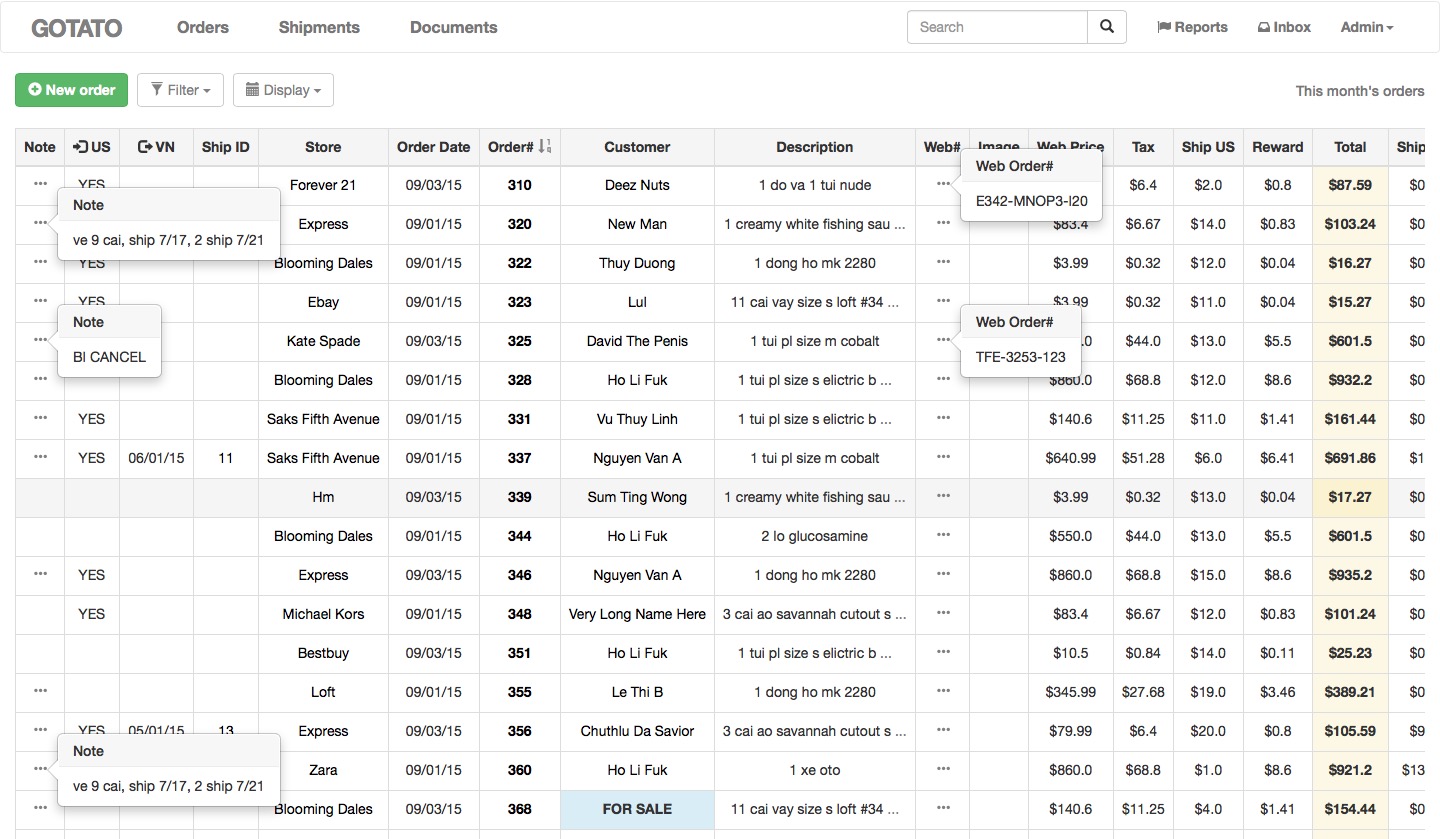 GOTATO Orders Shipments Documents Search Reports Inbox Admin
New order Filter Display This month's orders
Note US VN Ship ID Store Order Date Order# Customer Description Web# Image Web Price Tax Ship US Reward Total Ship
... YES Forever 21 09/03/15 310 Deez Nuts 1 do va 1 tui nude ... $6.4 $2.0 $0.8 $87.59 $0
Web Order#
E342-MNOP3-I20
... Express 09/01/15 320 New Man 1 creamy white fishing sau ... ... $83.4 $6.67 $14.0 $0.83 $103.24 $0
Note
ve 9 cai, ship 7/17, 2 ship 7/21
... YES Blooming Dales 09/01/15 322 Thuy Duong 1 dong ho mk 2280 ... $3.99 $0.32 $12.0 $0.04 $16.27 $0
... YES Ebay 09/01/15 323 Lul 11 cai vay size s loft #34 ... ... $3.99 $0.32 $11.0 $0.04 $15.27 $0
... Kate Spade 09/03/15 325 David The Penis 1 tui pl size m cobalt ... .0 $44.0 $13.0 $5.5 $601.5 $0
Note
BI CANCEL
Web Order#
TFE-3253-123
... Blooming Dales 09/01/15 328 Ho Li Fuk 1 tui pl size s elictric b ... ... $860.0 $68.8 $12.0 $8.6 $932.2 $0
... YES Saks Fifth Avenue 09/01/15 331 Vu Thuy Linh 1 tui pl size s elictric b ... ... $140.6 $11.25 $11.0 $1.41 $161.44 $0
... YES 06/01/15 11 Saks Fifth Avenue 09/01/15 337 Nguyen Van A 1 tui pl size m cobalt ... $640.99 $51.28 $6.0 $6.41 $691.86 $1
Hm 09/03/15 339 Sum Ting Wong 1 creamy white fishing sau ... ... $3.99 $0.32 $13.0 $0.04 $17.27 $0
Blooming Dales 09/01/15 344 Ho Li Fuk 2 lo glucosamine ... $550.0 $44.0 $13.0 $5.5 $601.5 $0
... YES Express 09/03/15 346 Nguyen Van A 1 dong ho mk 2280 ... $860.0 $68.8 $15.0 $8.6 $935.2 $0
YES Michael Kors 09/01/15 348 Very Long Name Here 3 cai ao savannah cutout s ... ... $83.4 $6.67 $12.0 $0.83 $101.24 $0
Bestbuy 09/03/15 351 Ho Li Fuk 1 tui pl size s elictric b ... ... $10.5 $0.84 $14.0 $0.11 $25.23 $0
... Loft 09/01/15 355 Le Thi B 1 dong ho mk 2280 ... $345.99 $27.68 $19.0 $3.46 $389.21 $0
... YES 05/01/15 13 Express 09/03/15 356 Chuthlu Da Savior 3 cai ao savannah cutout s ... ... $79.99 $6.4 $20.0 $0.8 $105.59 $9
... Zara 09/01/15 360 Ho Li Fuk 1 xe oto ... $860.0 $68.8 $1.0 $8.6 $921.2 $13
Note
ve 9 cai, ship 7/17, 2 ship 7/21
... Blooming Dales 09/03/15 368 FOR SALE 11 cai vay size s loft #34 ... ... $140.6 $11.25 $4.0 $1.41 $154.44 $0